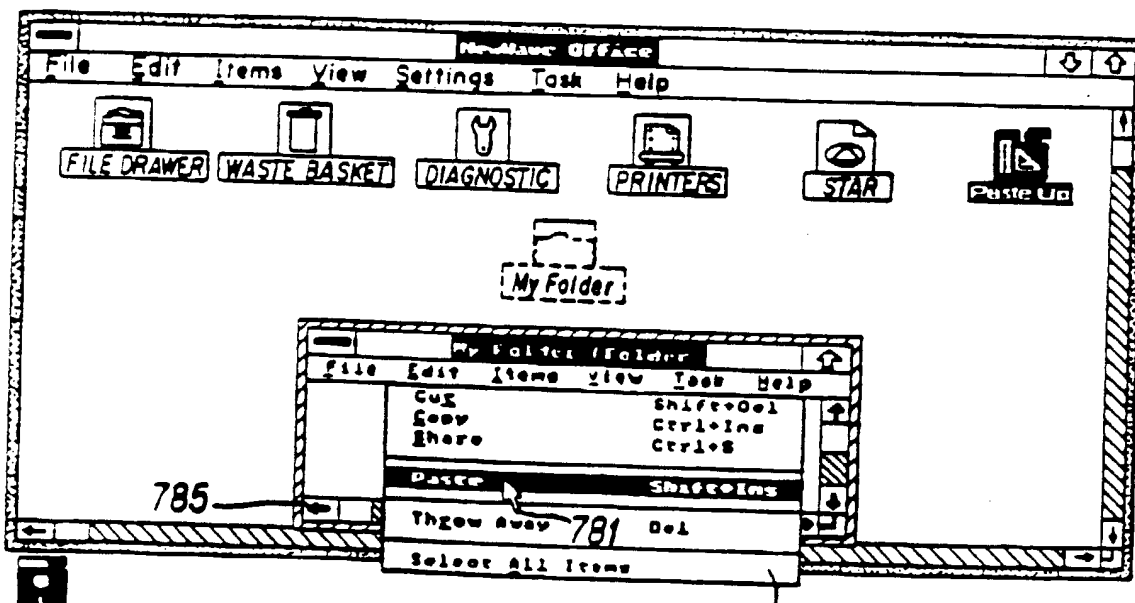 NewWave Office
File Edit Items View Settings Task Help
FILE DRAWER WASTE BASKET DIAGNOSTIC PRINTERS STAR Paste Up
My Folder
My Folder (Folder
File Edit Items View Task Help
Cut Shift+Del
Copy Ctrl+Ins
Share Ctrl+S
Paste Shift+Ins
785
Throw Away 781 Del
Select All Items